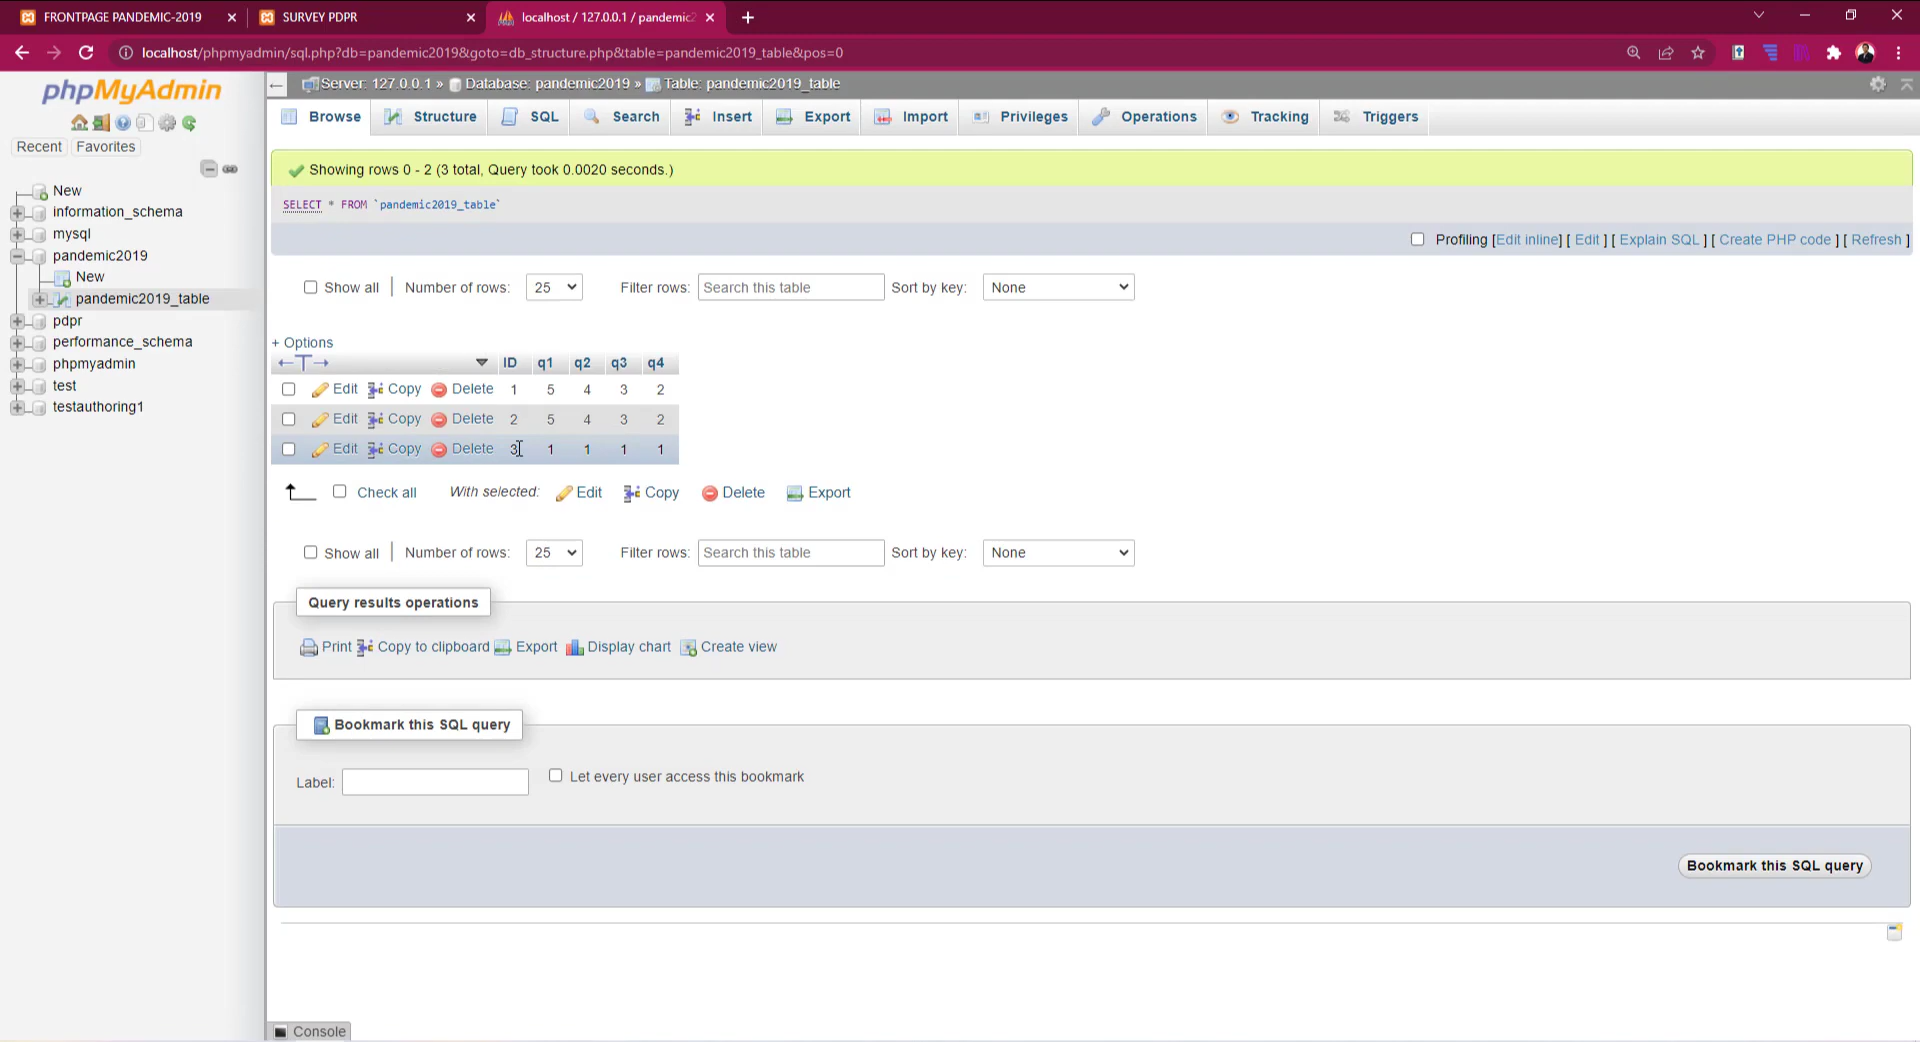 FRONTPAGE PANDEMIC-2019
SURVEY PDPR
localhost / 127.0.0.1 / pandemic2
localhost/phpmyadmin/sql.php?db=pandemic2019&goto=db_structure.php&table=pandemic2019_table&pos=0
phpMyAdmin
Recent Favorites
New
information_schema
mysql
pandemic2019
New
pandemic2019_table
pdpr
performance_schema
phpmyadmin
test
testauthoring1
Server: 127.0.0.1 » Database: pandemic2019 » Table: pandemic2019_table
Browse Structure SQL Search Insert Export Import Privileges Operations Tracking Triggers
Showing rows 0 - 2 (3 total, Query took 0.0020 seconds.)
SELECT * FROM `pandemic2019_table`
Profiling [Edit inline] [ Edit ] [ Explain SQL ] [ Create PHP code ] [ Refresh ]
Show all Number of rows: 25 Filter rows: Search this table Sort by key: None
+ Options
ID q1 q2 q3 q4
Edit Copy Delete 1 5 4 3 2
Edit Copy Delete 2 5 4 3 2
Edit Copy Delete 3 1 1 1 1
Check all With selected: Edit Copy Delete Export
Show all Number of rows: 25 Filter rows: Search this table Sort by key: None
Query results operations
Print Copy to clipboard Export Display chart Create view
Bookmark this SQL query
Label: Let every user access this bookmark
Bookmark this SQL query
Console